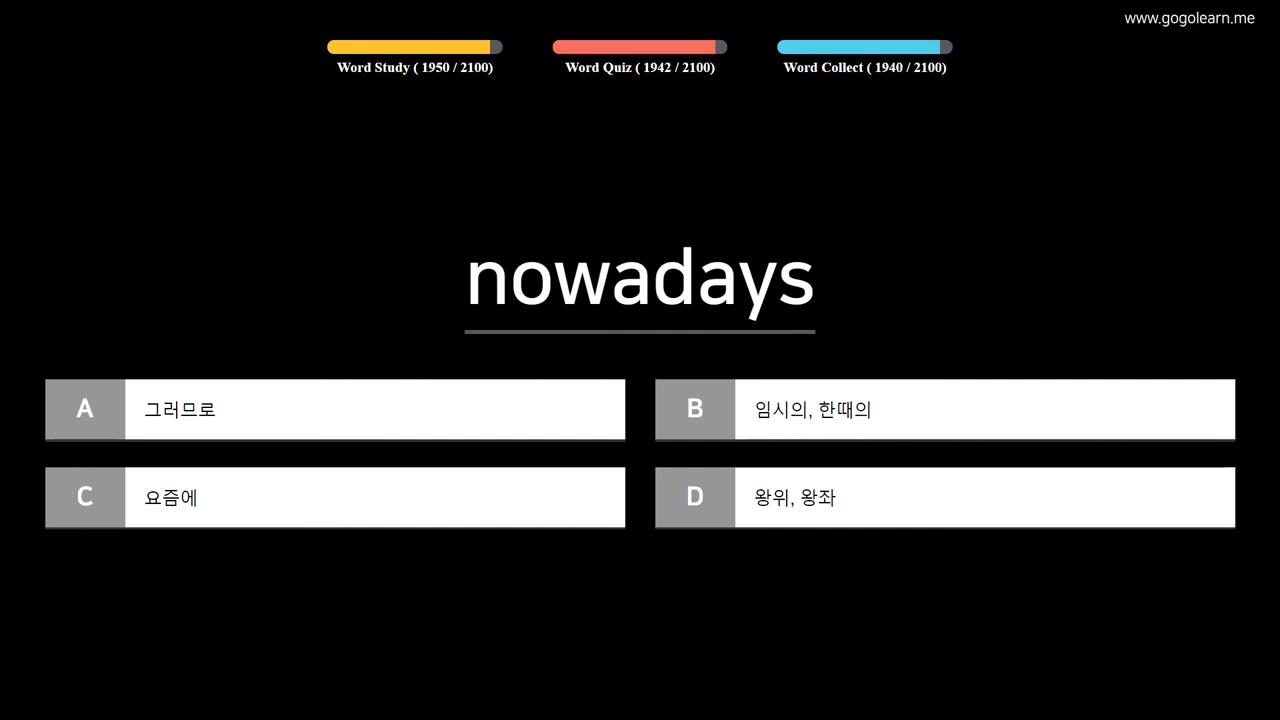 www.gogolearn.me
Word Study ( 1950 / 2100)
Word Quiz ( 1942 / 2100)
Word Collect ( 1940 / 2100)
nowadays
A 그러므로
B 임시의, 한때의
C 요즘에
D 왕위, 왕좌